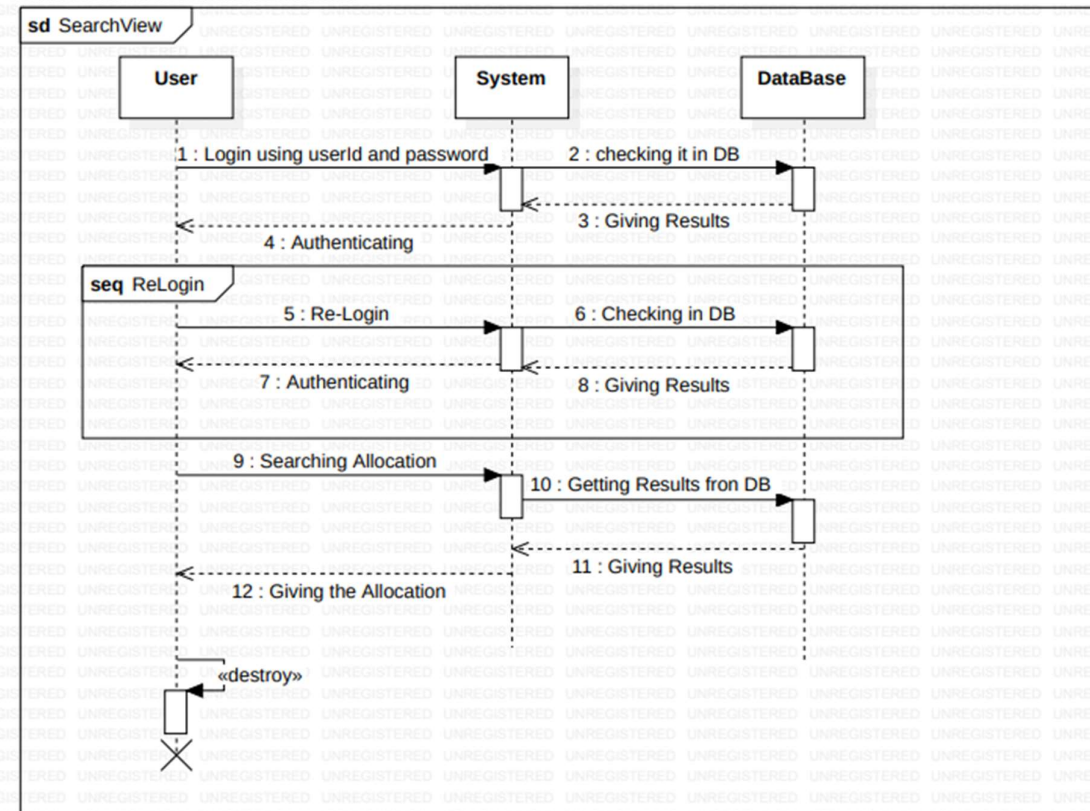 sd SearchView
User
System
DataBase
1 : Login using userId and password
2 : checking it in DB
3 : Giving Results
4 : Authenticating
seq ReLogin
5 : Re-Login
6 : Checking in DB
7 : Authenticating
8 : Giving Results
9 : Searching Allocation
10 : Getting Results fron DB
11 : Giving Results
12 : Giving the Allocation
«destroy»
UNREGISTERED